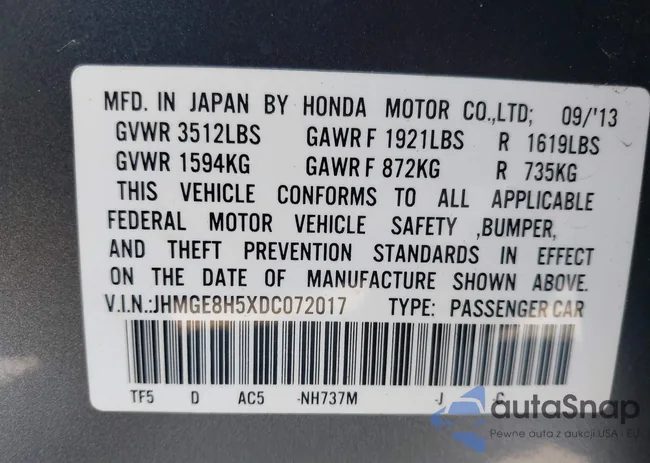 MFD. IN JAPAN BY HONDA MOTOR CO.,LTD; 09/'13
GVWR 3512LBS GAWR F 1921LBS R 1619LBS
GVWR 1594KG GAWR F 872KG R 735KG
THIS VEHICLE CONFORMS TO ALL APPLICABLE
FEDERAL MOTOR VEHICLE SAFETY ,BUMPER,
AND THEFT PREVENTION STANDARDS IN EFFECT
ON THE DATE OF MANUFACTURE SHOWN ABOVE.
V.I.N.:JHMGE8H5XDC072017 TYPE: PASSENGER CAR
TF5 D AC5 -NH737M -J -C
autaSnap
Pewne auta z aukcji USA - EU